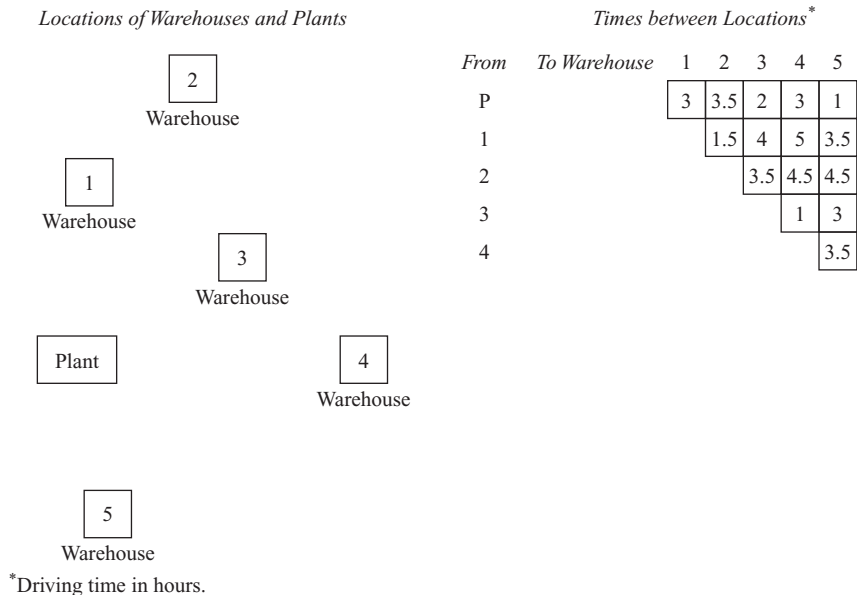 Locations of Warehouses and Plants
2
Warehouse
1
Warehouse
3
Warehouse
Plant
4
Warehouse
5
Warehouse
*Driving time in hours.
Times between Locations*
From To Warehouse 1 2 3 4 5
P 3 3.5 2 3 1
1 1.5 4 5 3.5
2 3.5 4.5 4.5
3 1 3
4 3.5